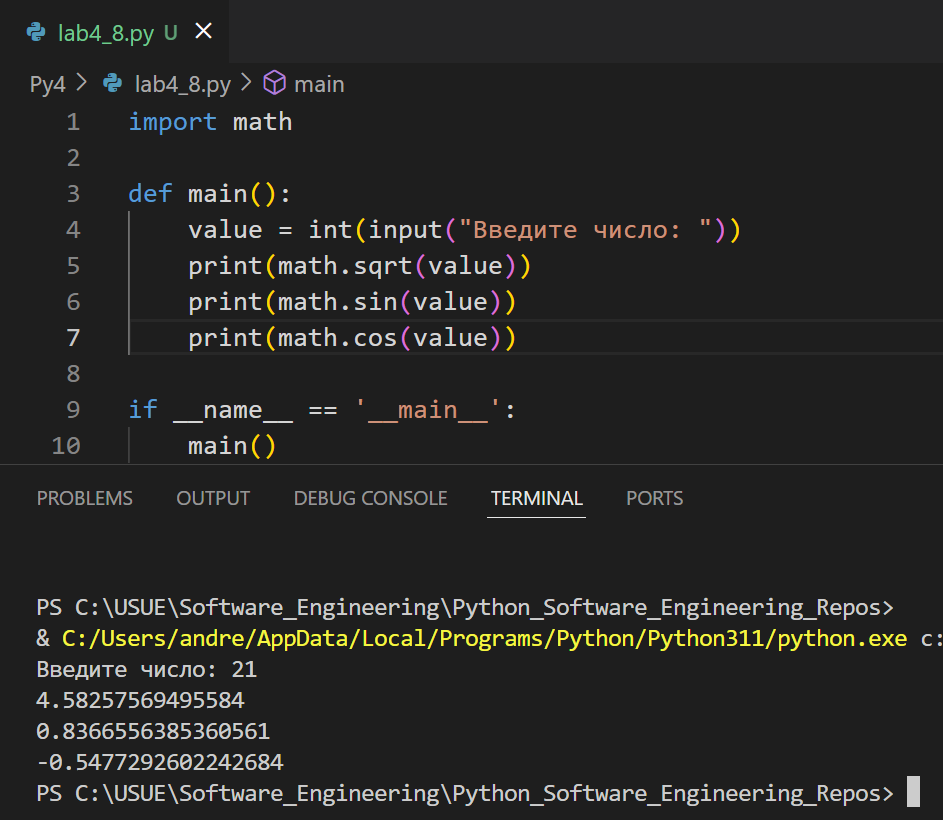 lab4_8.py U
Py4 > lab4_8.py > main
1 import math
2
3 def main():
4     value = int(input("Введите число: "))
5     print(math.sqrt(value))
6     print(math.sin(value))
7     print(math.cos(value))
8
9 if __name__ == '__main__':
10     main()
PROBLEMS OUTPUT DEBUG CONSOLE TERMINAL PORTS
PS C:\USUE\Software_Engineering\Python_Software_Engineering_Repos>
& C:/Users/andre/AppData/Local/Programs/Python/Python311/python.exe c:
Введите число: 21
4.58257569495584
0.8366556385360561
-0.5477292602242684
PS C:\USUE\Software_Engineering\Python_Software_Engineering_Repos>